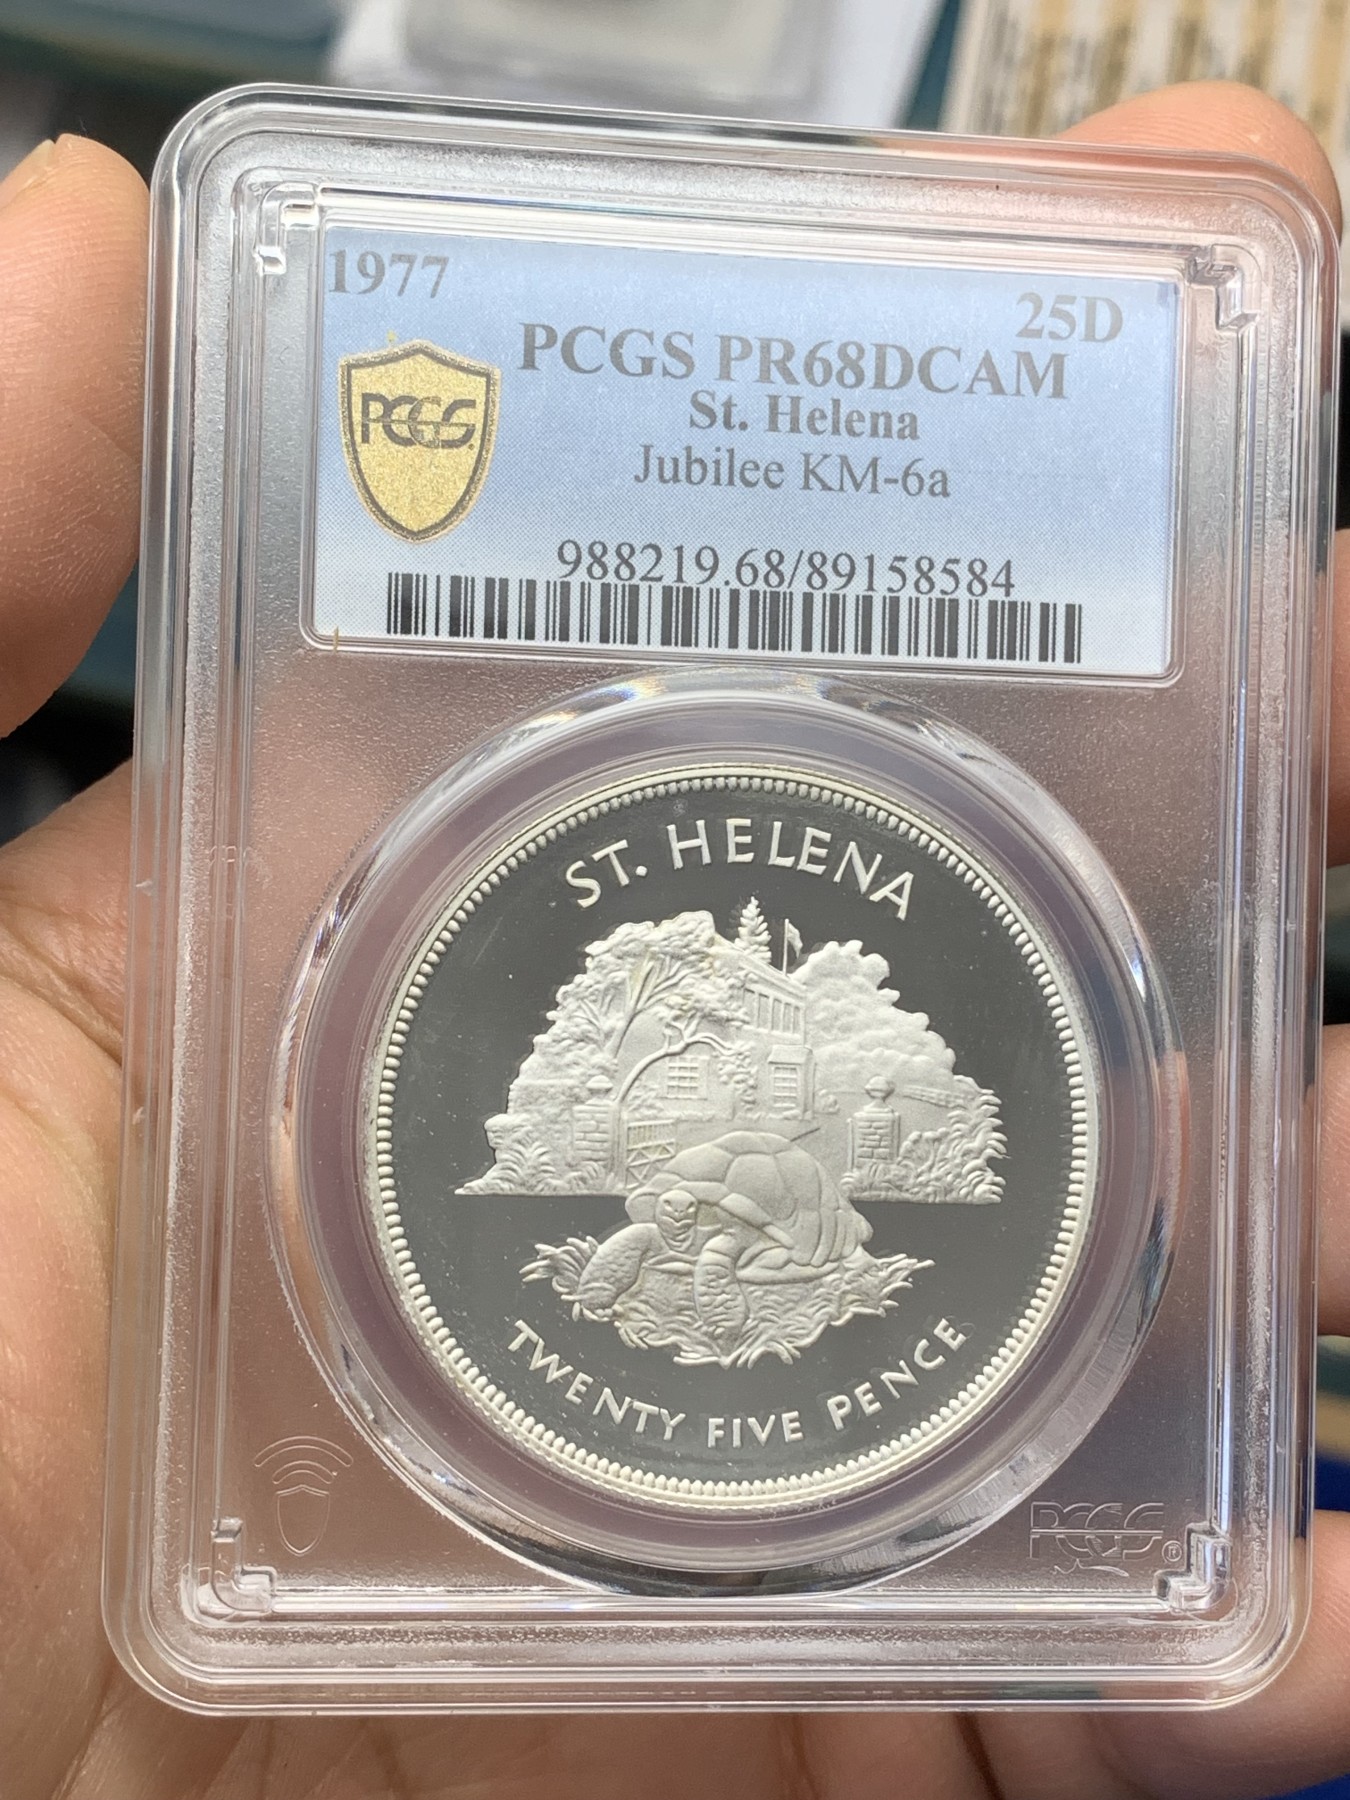 1977
25D
PCGS PR68DCAM
PCGS
St. Helena
Jubilee KM-6a
988219.68/89158584
ST. HELENA
TWENTY FIVE PENCE
PCGS